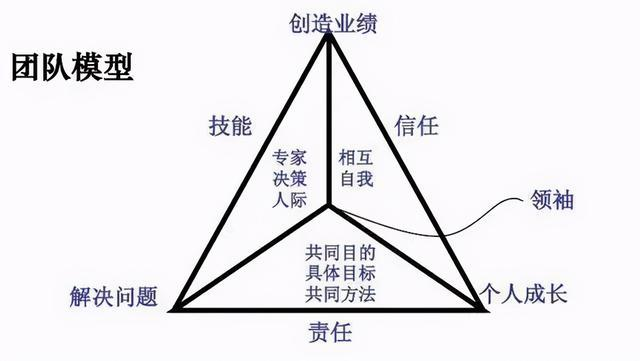 创造业绩
团队模型
技能
信任
专家
决策
人际
相互
自我
领袖
共同目的
具体目标
共同方法
解决问题
个人成长
责任